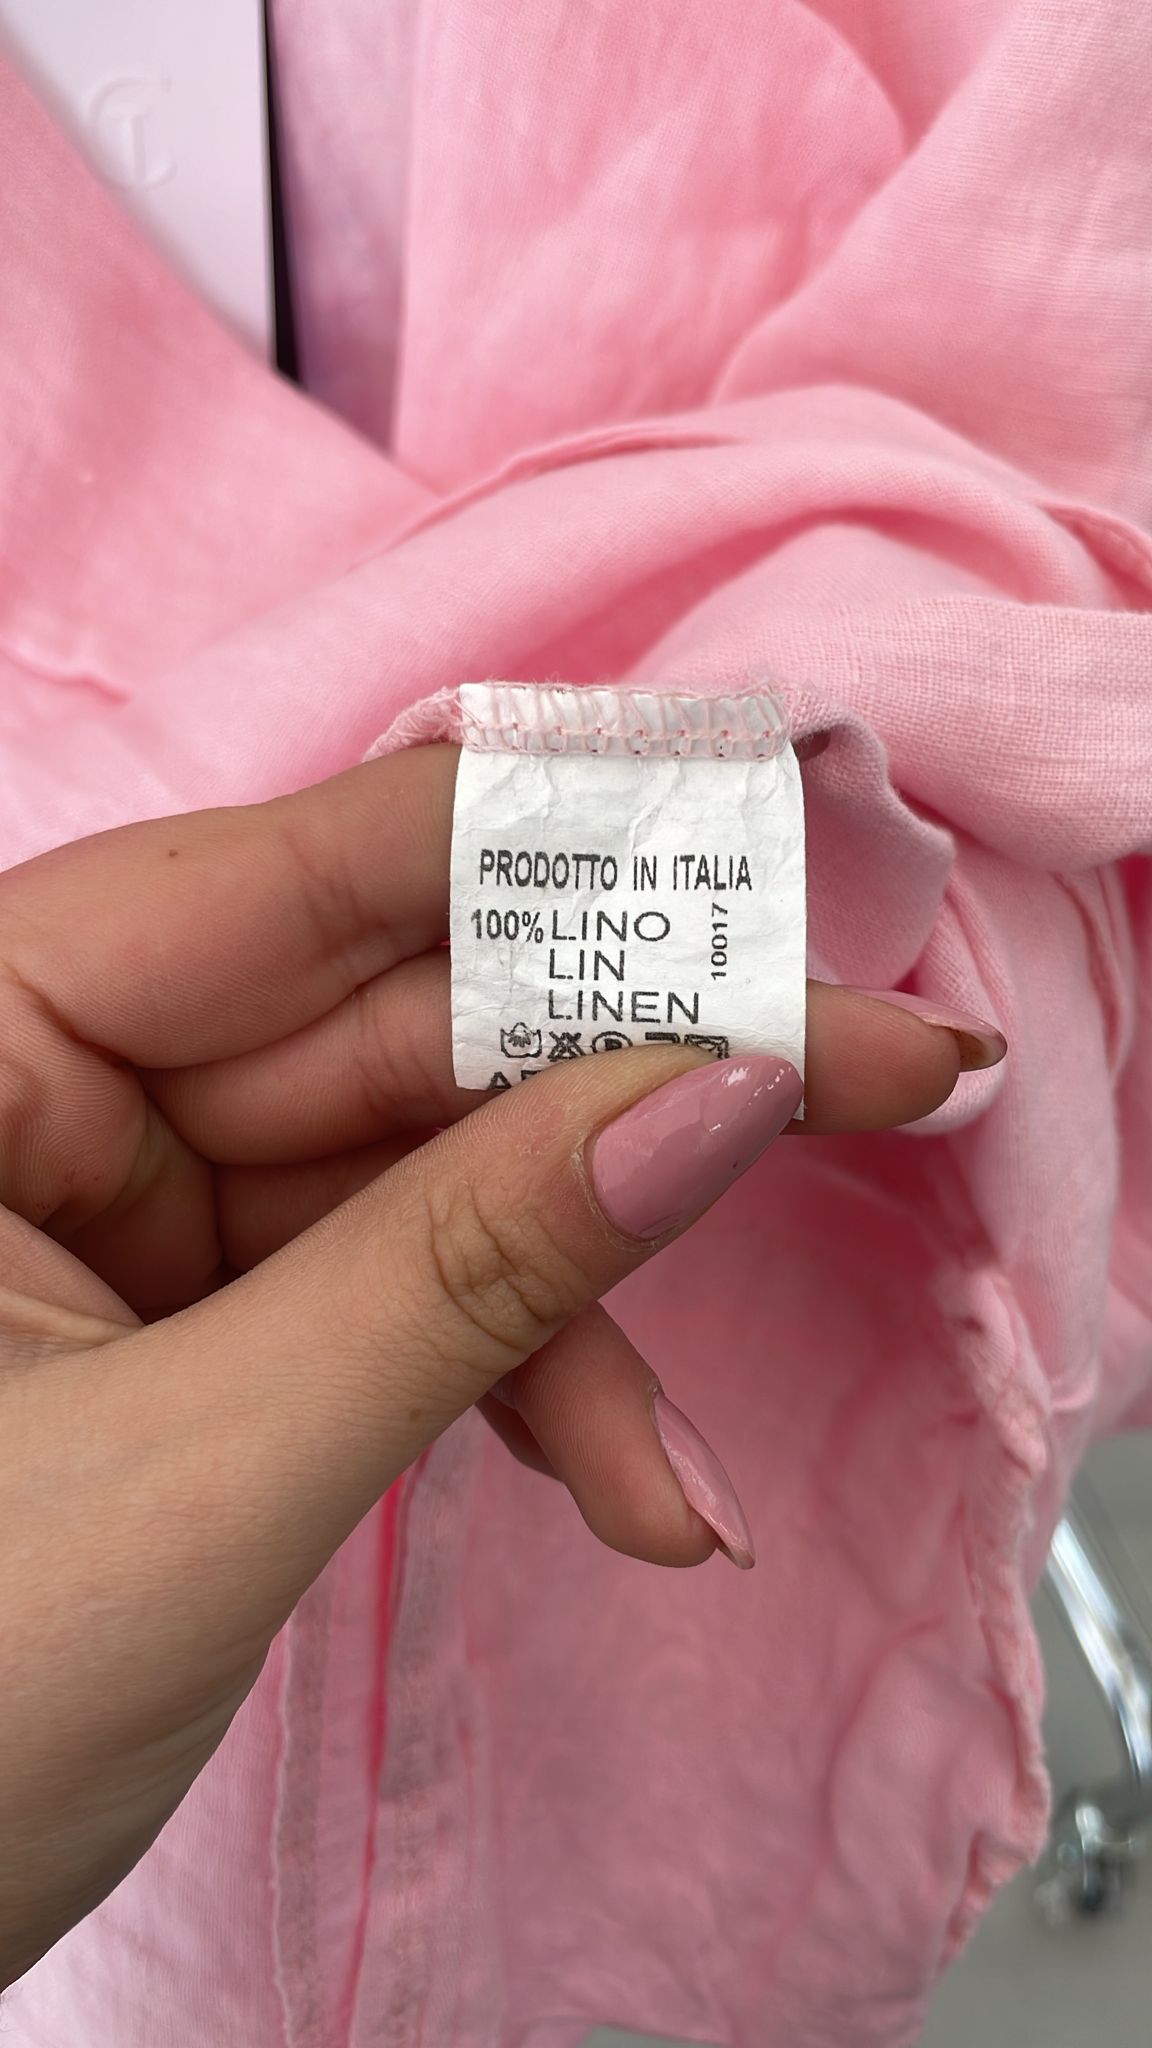 PRODOTTO IN ITALIA
100% LINO
LIN
LINEN
10017